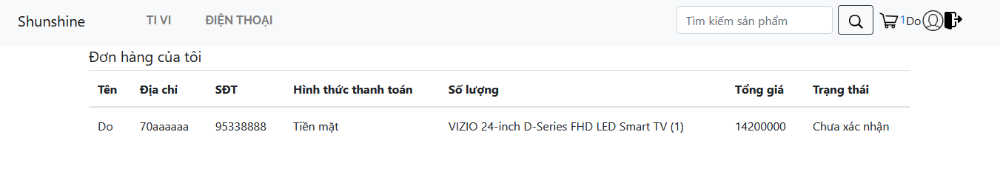 Shunshine TI VI ĐIỆN THOẠI Tìm kiếm sản phẩm 1 Do
Đơn hàng của tôi
Tên Địa chỉ SĐT Hình thức thanh toán Số lượng Tổng giá Trạng thái
Do 70aaaaaa 95338888 Tiền mặt VIZIO 24-inch D-Series FHD LED Smart TV (1) 14200000 Chưa xác nhận